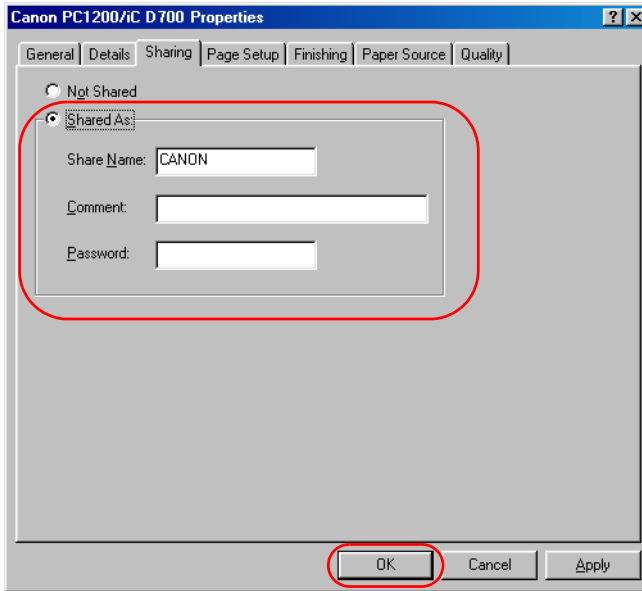 Canon PC1200/iC D700 Properties
General Details Sharing Page Setup Finishing Paper Source Quality
Not Shared
Shared As:
Share Name: CANON
Comment:
Password:
OK Cancel Apply